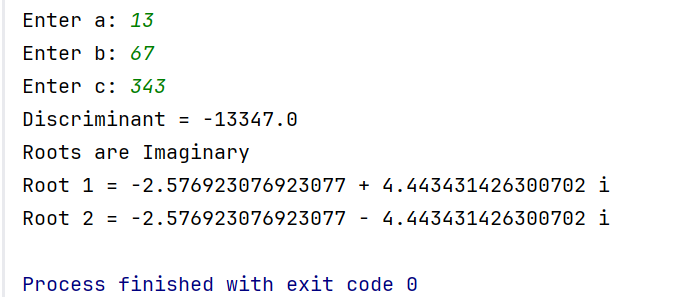 Enter a: 13
Enter b: 67
Enter c: 343
Discriminant = -13347.0
Roots are Imaginary
Root 1 = -2.576923076923077 + 4.443431426300702 i
Root 2 = -2.576923076923077 - 4.443431426300702 i
Process finished with exit code 0